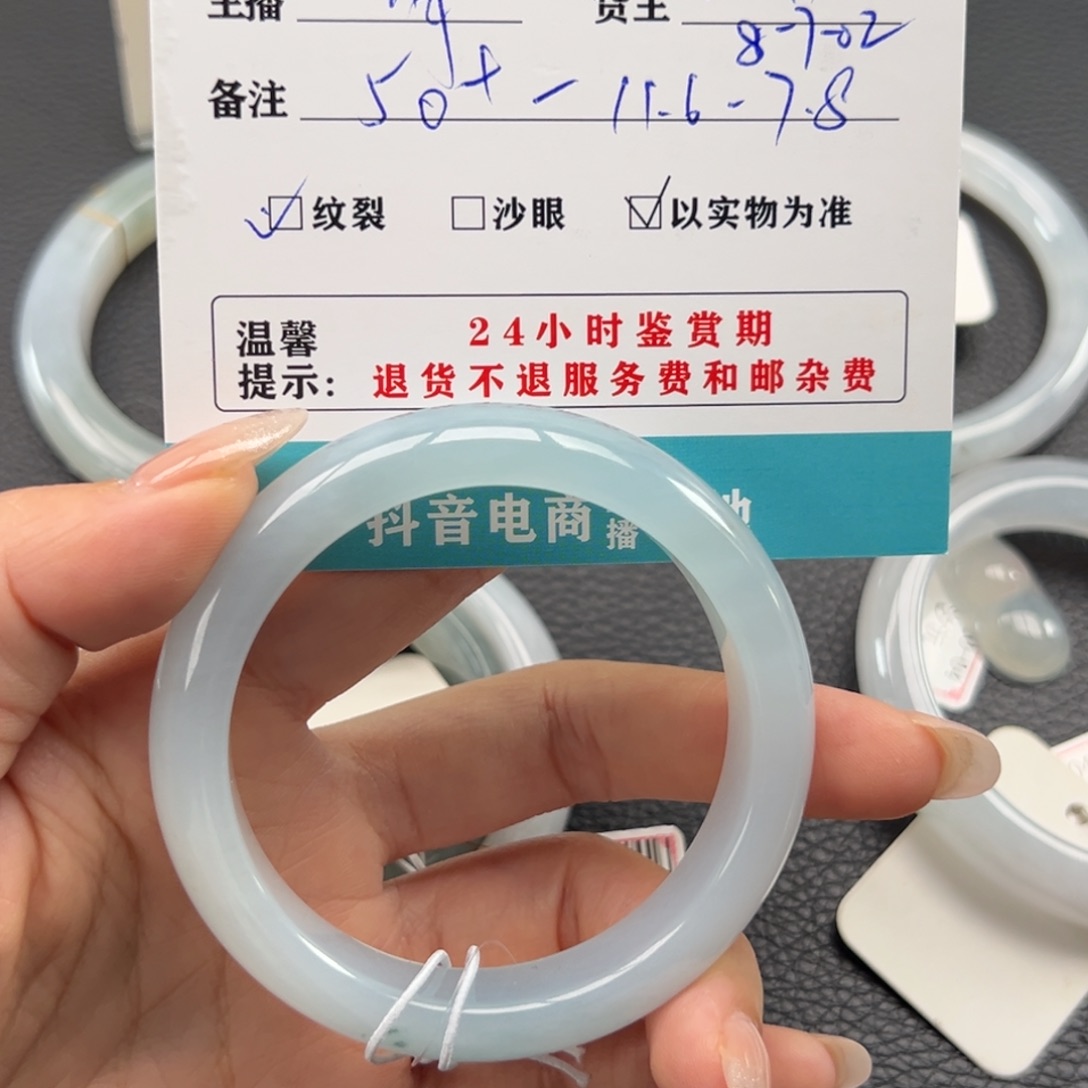 主播 货主
8-7-02
备注 50+ - 11.6-7.8
纹裂 沙眼 以实物为准
温馨 24小时鉴赏期
提示: 退货不退服务费和邮杂费
抖音电商 播